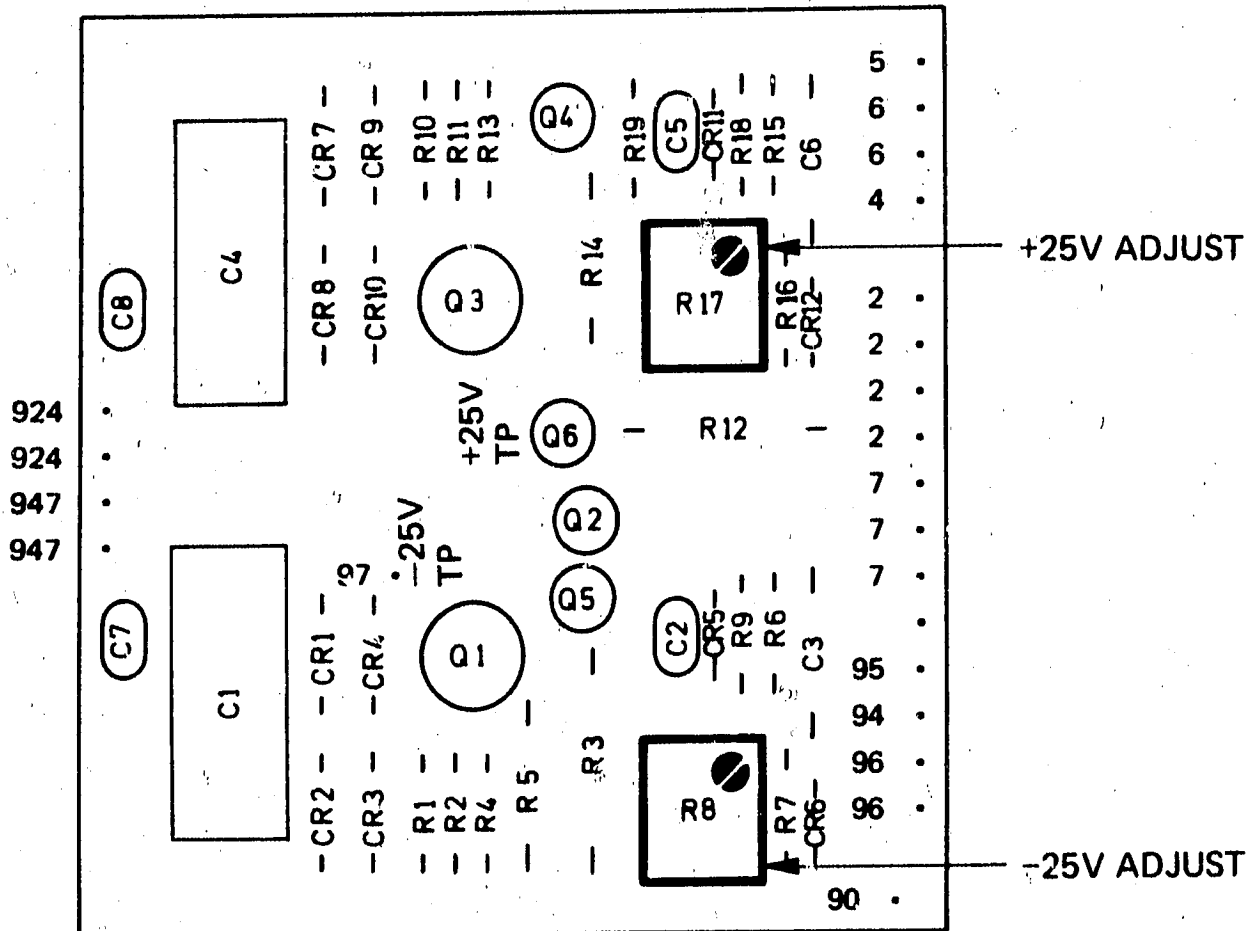 5
6
6
4
CR7
CR9
R10
R11
R13
Q4
R19
C5
CR11
R18
R15
C6
+25V ADJUST
C8
C4
CR8
CR10
Q3
R14
R17
R16
CR12
2
2
2
2
924
924
947
947
+25V
TP
Q6
R12
Q2
7
7
7
97
-25V
TP
Q5
C7
C1
CR1
CR4
Q1
C2
CR5
R9
R6
C3
95
94
96
96
CR2
CR3
R1
R2
R4
R5
R3
R8
R7
CR6
-25V ADJUST
90